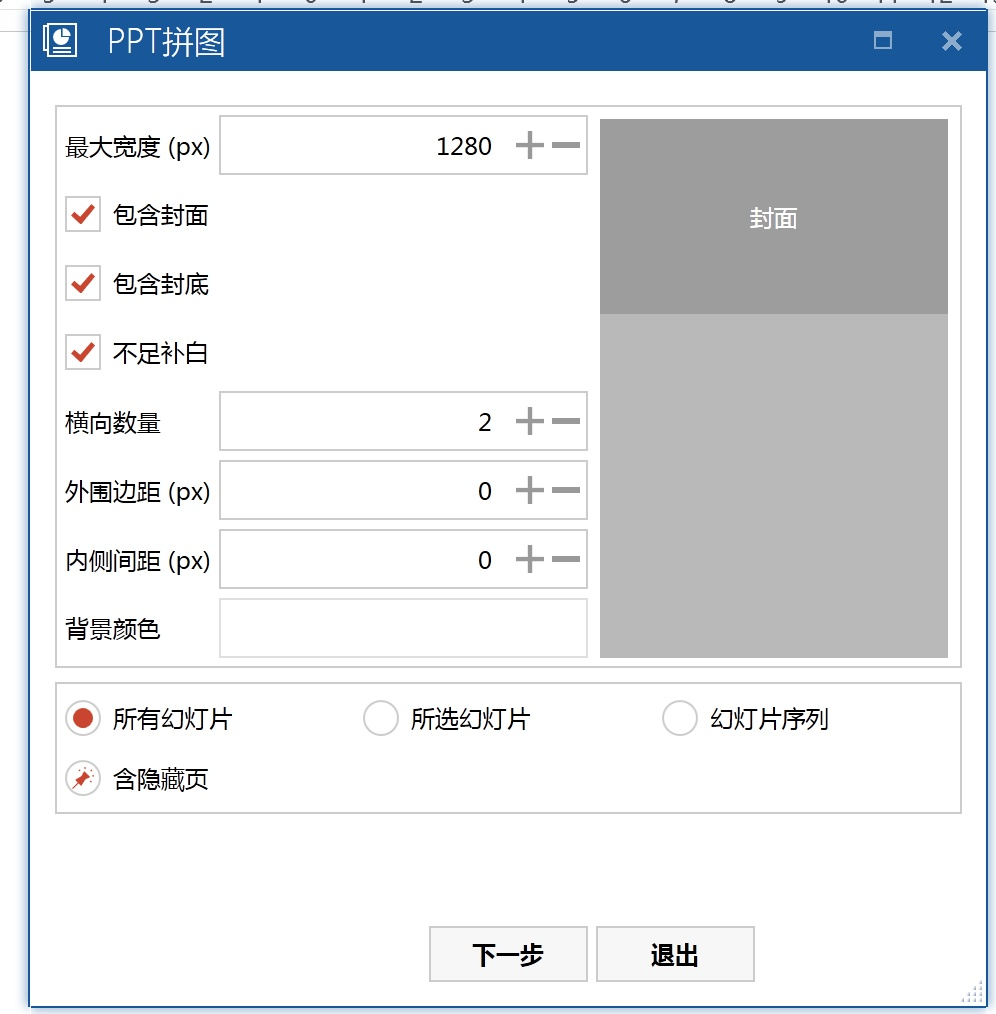 PPT拼图
最大宽度 (px) 1280
封面
包含封面
包含封底
不足补白
横向数量 2
外围边距 (px) 0
内侧间距 (px) 0
背景颜色
所有幻灯片 所选幻灯片 幻灯片序列
含隐藏页
下一步 退出